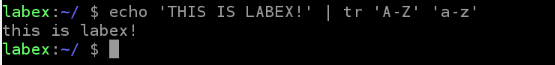 labex:~/ $ echo 'THIS IS LABEX!' | tr 'A-Z' 'a-z'
this is labex!
labex:~/ $